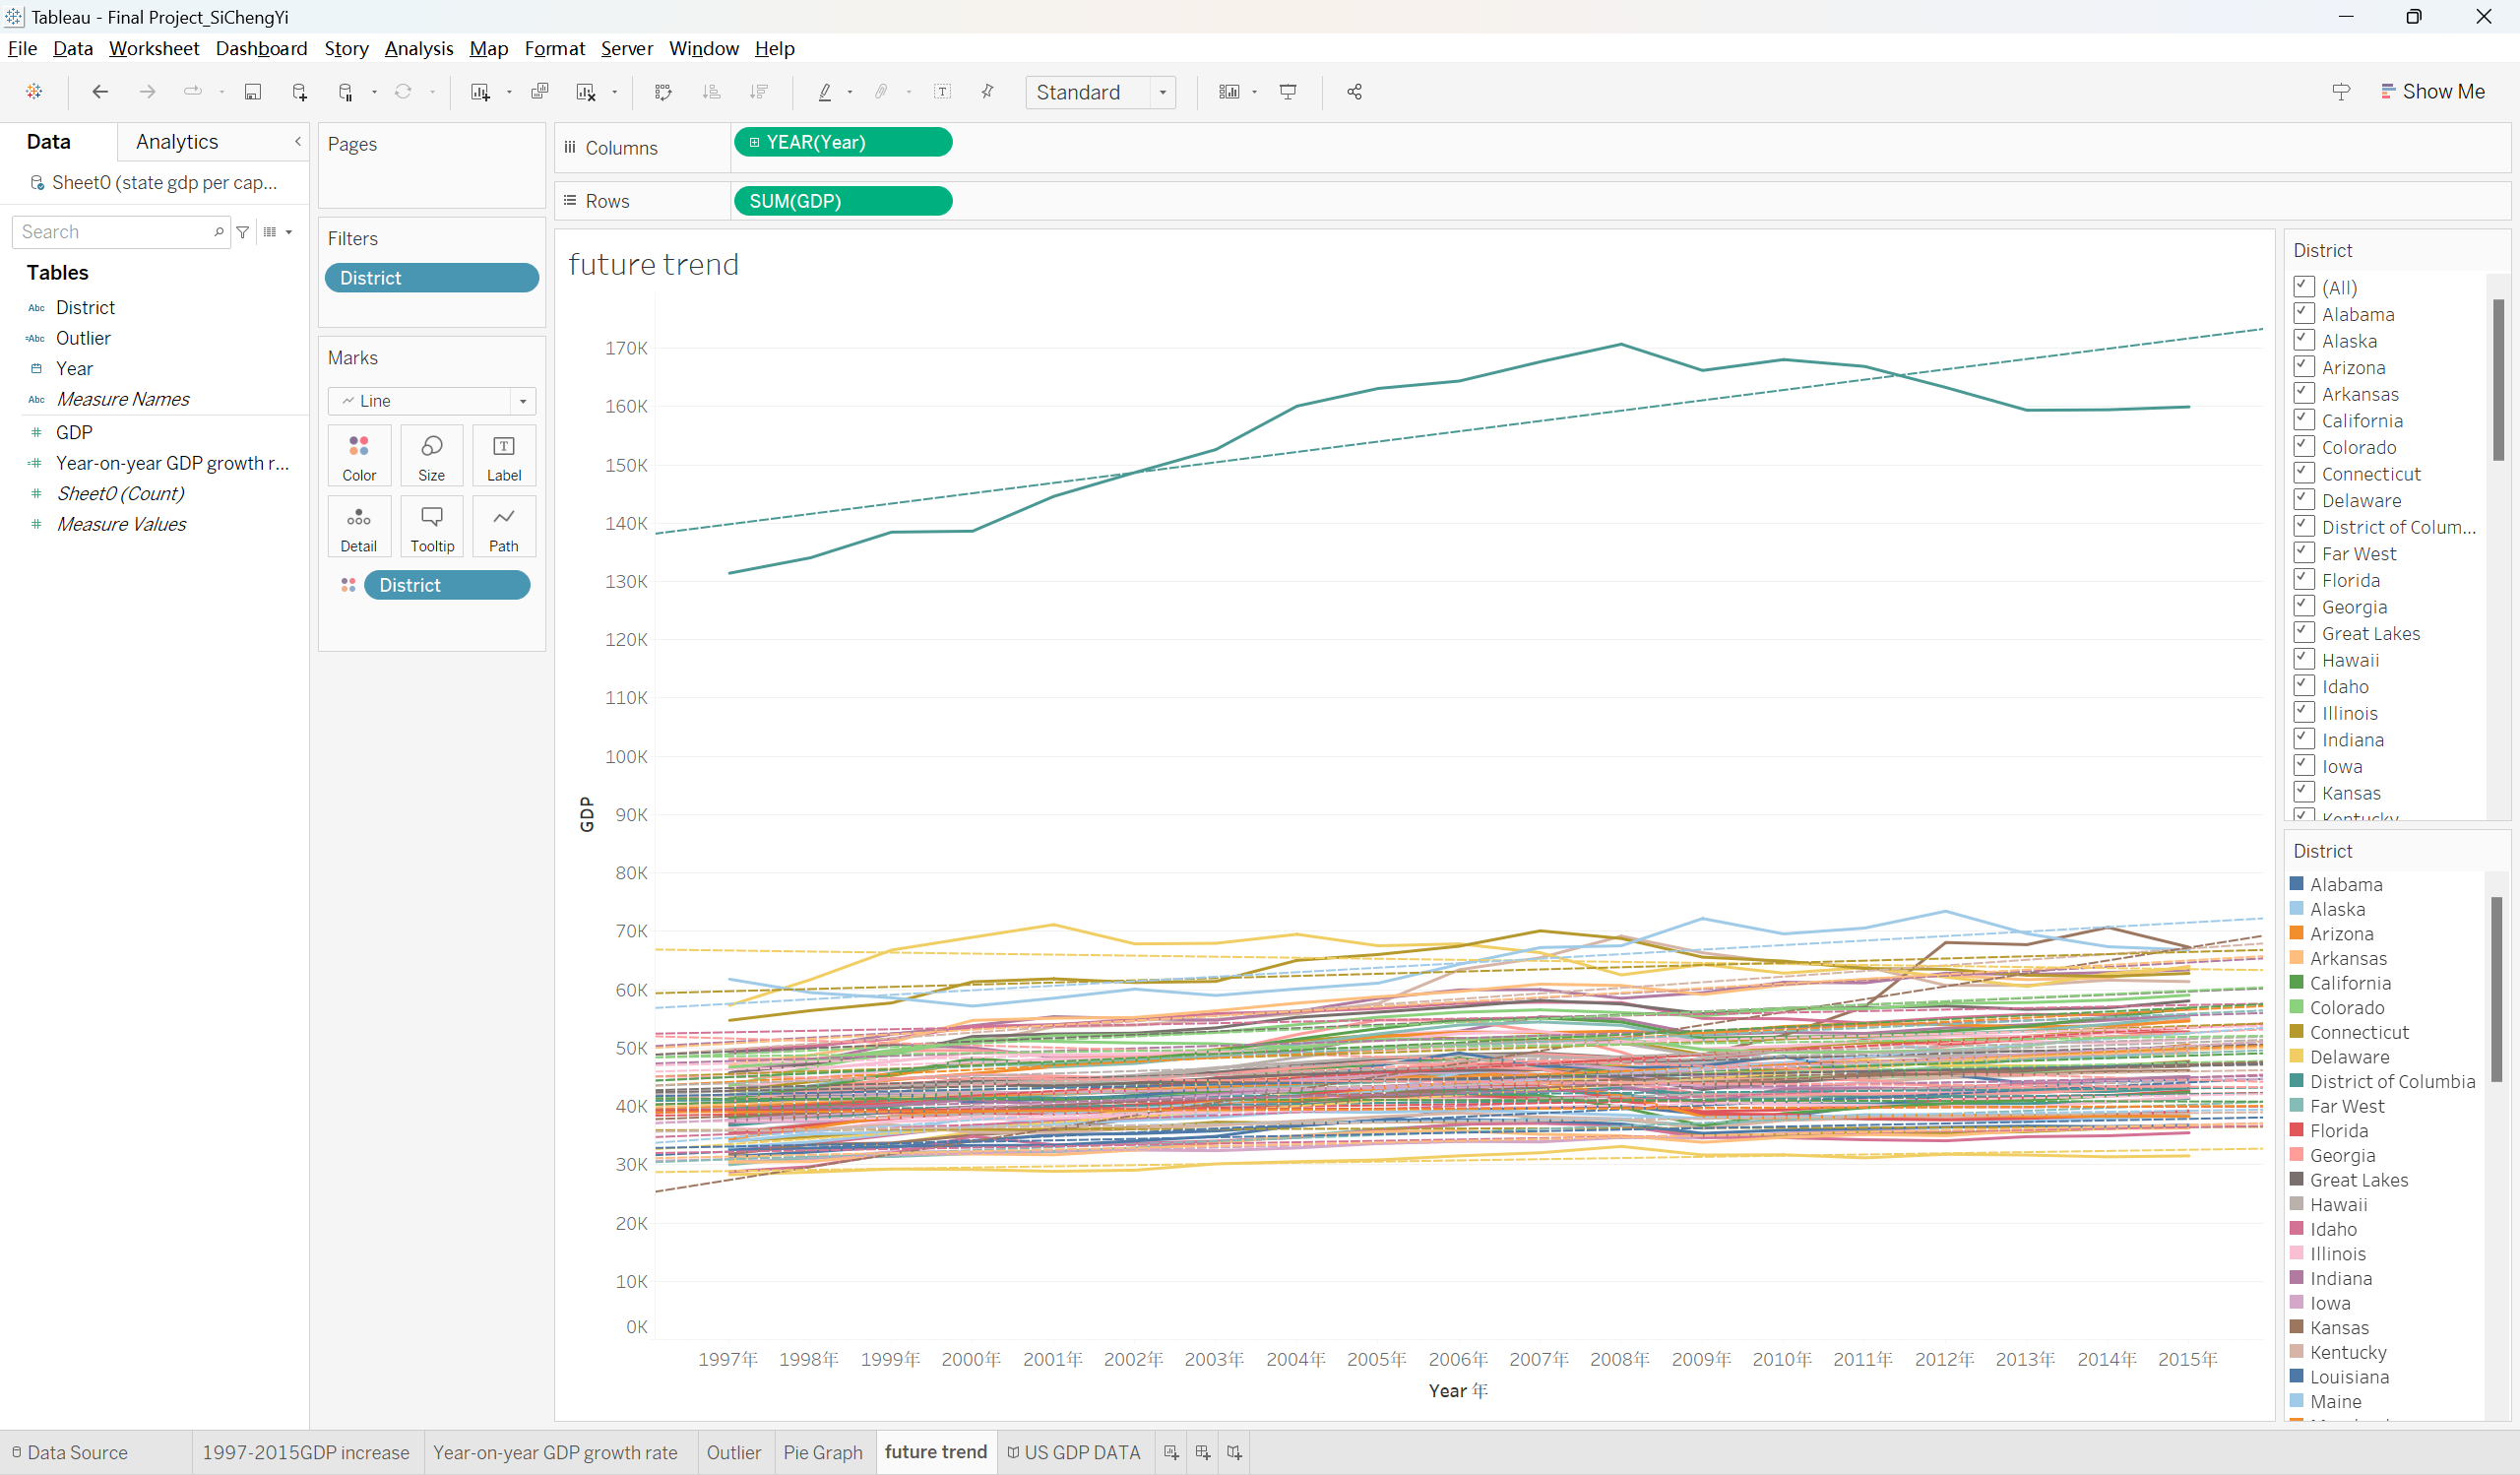 Tableau - Final Project_SiChengYi
File Data Worksheet Dashboard Story Analysis Map Format Server Window Help
Standard
Show Me
Data Analytics
Sheet0 (state gdp per cap...
Search
Tables
Abc District
=Abc Outlier
Year
Abc Measure Names
# GDP
=# Year-on-year GDP growth r...
# Sheet0 (Count)
# Measure Values
Pages
Filters
District
Marks
Line
Color Size Label
Detail Tooltip Path
District
Columns YEAR(Year)
Rows SUM(GDP)
future trend
170K
160K
150K
140K
130K
120K
110K
100K
90K
80K
70K
60K
50K
40K
30K
20K
10K
0K
GDP
1997年 1998年 1999年 2000年 2001年 2002年 2003年 2004年 2005年 2006年 2007年 2008年 2009年 2010年 2011年 2012年 2013年 2014年 2015年
Year 年
District
(All)
Alabama
Alaska
Arizona
Arkansas
California
Colorado
Connecticut
Delaware
District of Colum...
Far West
Florida
Georgia
Great Lakes
Hawaii
Idaho
Illinois
Indiana
Iowa
Kansas
Kentucky
District
Alabama
Alaska
Arizona
Arkansas
California
Colorado
Connecticut
Delaware
District of Columbia
Far West
Florida
Georgia
Great Lakes
Hawaii
Idaho
Illinois
Indiana
Iowa
Kansas
Kentucky
Louisiana
Maine
Data Source 1997-2015GDP increase Year-on-year GDP growth rate Outlier Pie Graph future trend US GDP DATA